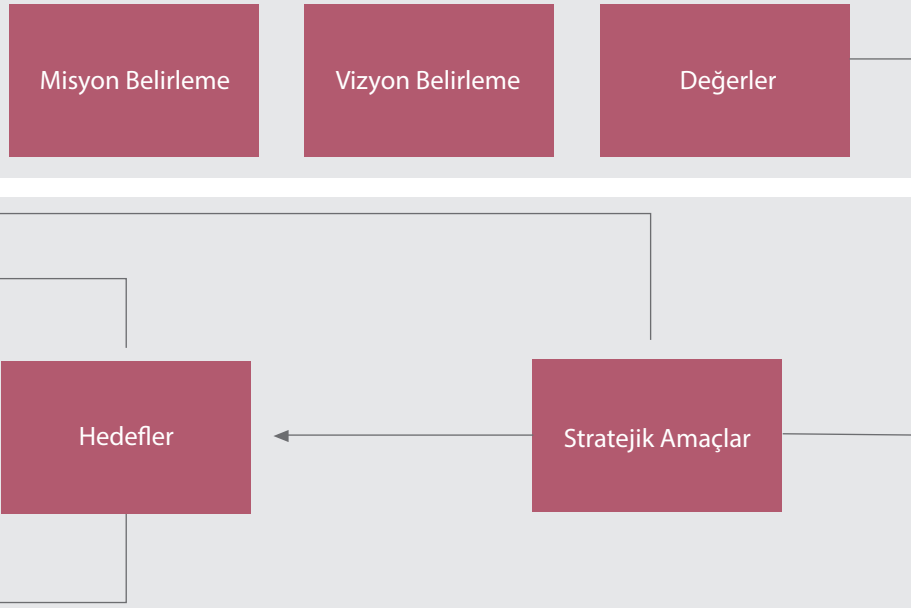 Misyon Belirleme
Vizyon Belirleme
Değerler
Hedefler
Stratejik Amaçlar